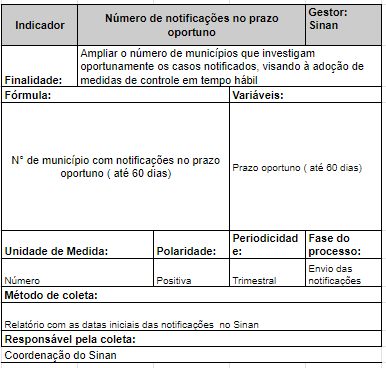 Indicador
Número de notificações no prazo
oportuno
Gestor:
Sinan
Finalidade:
Ampliar o número de municípios que investigam
oportunamente os casos notificados, visando à adoção de
medidas de controle em tempo hábil
Fórmula:
Variáveis:
N° de município com notificações no prazo
oportuno ( até 60 dias)
Prazo oportuno ( até 60 dias)
Unidade de Medida:
Polaridade:
Periodicidad
e:
Fase do
processo:
Número
Positiva
Trimestral
Envio das
notificações
Método de coleta:
Relatório com as datas iniciais das notificações  no Sinan
Responsável pela coleta:
Coordenação do Sinan